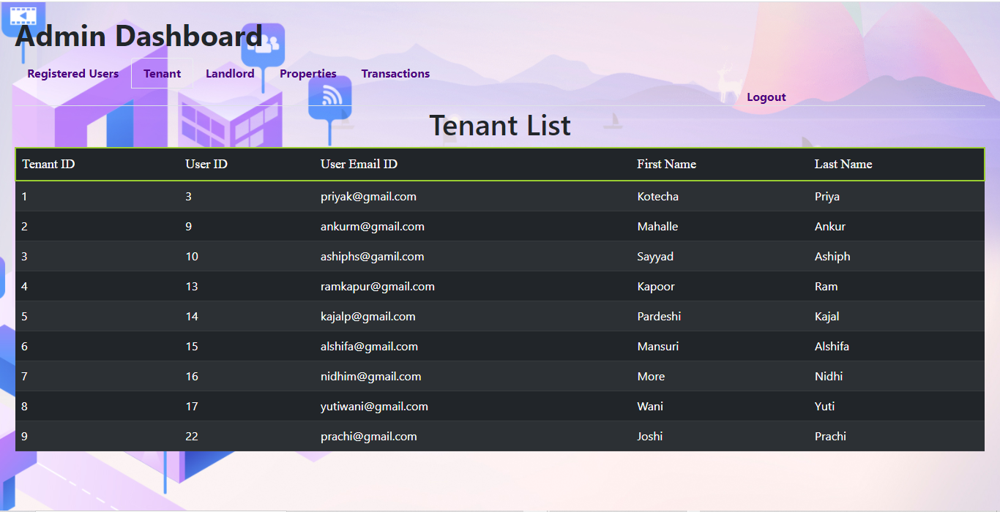 Admin Dashboard
Registered Users Tenant Landlord Properties Transactions
Logout
Tenant List
Tenant ID User ID User Email ID First Name Last Name
1 3 priyak@gmail.com Kotecha Priya
2 9 ankurm@gmail.com Mahalle Ankur
3 10 ashiphs@gamil.com Sayyad Ashiph
4 13 ramkapur@gmail.com Kapoor Ram
5 14 kajalp@gmail.com Pardeshi Kajal
6 15 alshifa@gmail.com Mansuri Alshifa
7 16 nidhim@gmail.com More Nidhi
8 17 yutiwani@gmail.com Wani Yuti
9 22 prachi@gmail.com Joshi Prachi